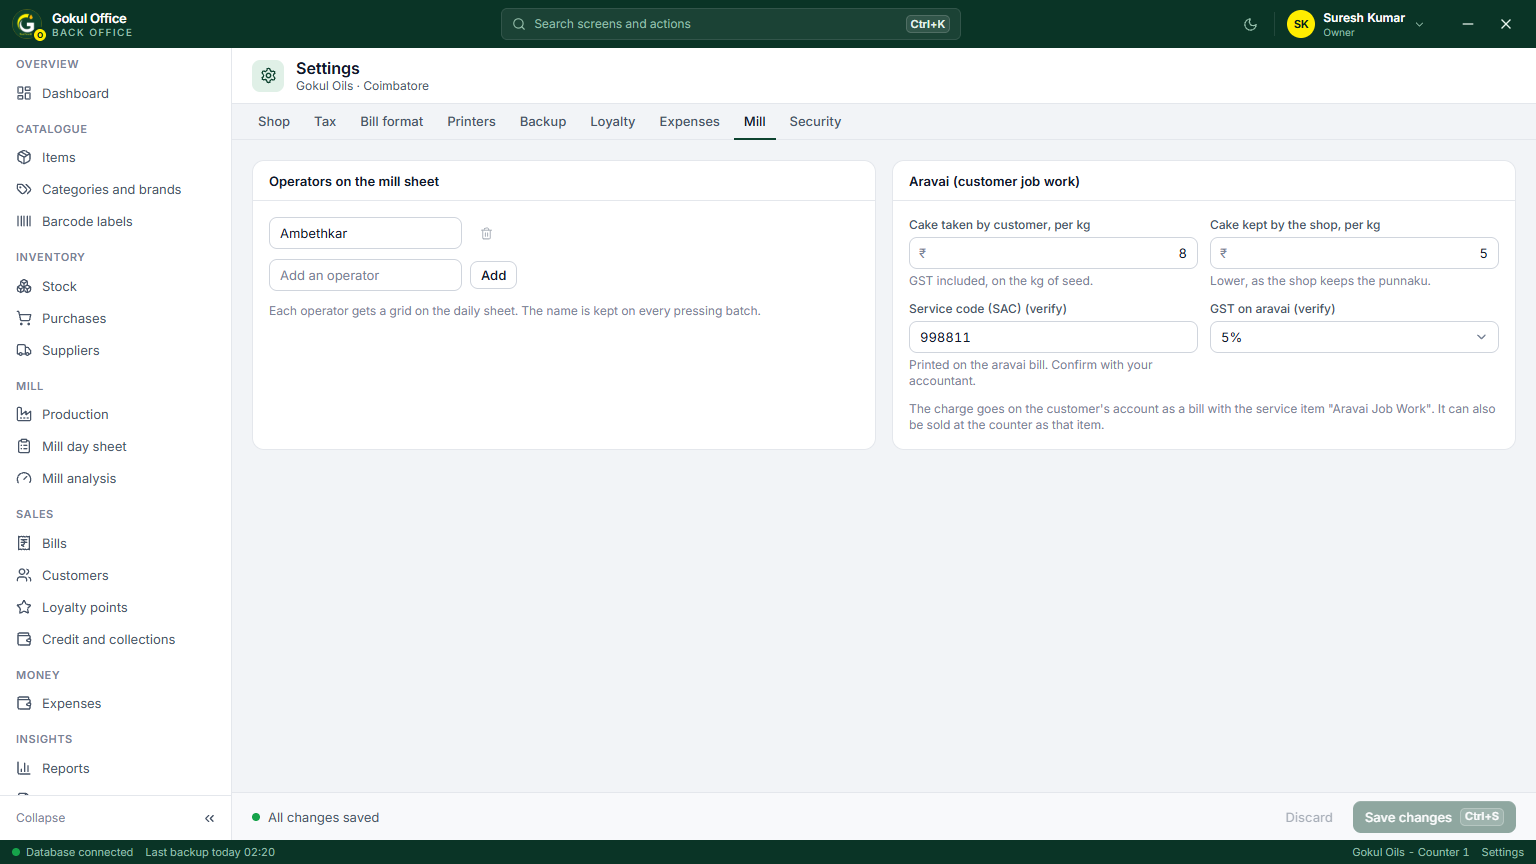 Gokul Office
BACK OFFICE
Search screens and actions
Ctrl+K
SK
Suresh Kumar
Owner
OVERVIEW
Dashboard
CATALOGUE
Items
Categories and brands
Barcode labels
INVENTORY
Stock
Purchases
Suppliers
MILL
Production
Mill day sheet
Mill analysis
SALES
Bills
Customers
Loyalty points
Credit and collections
MONEY
Expenses
INSIGHTS
Reports
Collapse
Settings
Gokul Oils · Coimbatore
Shop Tax Bill format Printers Backup Loyalty Expenses Mill Security
Operators on the mill sheet
Ambethkar
Add an operator
Add
Each operator gets a grid on the daily sheet. The name is kept on every pressing batch.
Aravai (customer job work)
Cake taken by customer, per kg
₹ 8
GST included, on the kg of seed.
Cake kept by the shop, per kg
₹ 5
Lower, as the shop keeps the punnaku.
Service code (SAC) (verify)
998811
Printed on the aravai bill. Confirm with your
accountant.
GST on aravai (verify)
5%
The charge goes on the customer's account as a bill with the service item "Aravai Job Work". It can also
be sold at the counter as that item.
All changes saved
Discard
Save changes Ctrl+S
Database connected
Last backup today 02:20
Gokul Oils - Counter 1
Settings